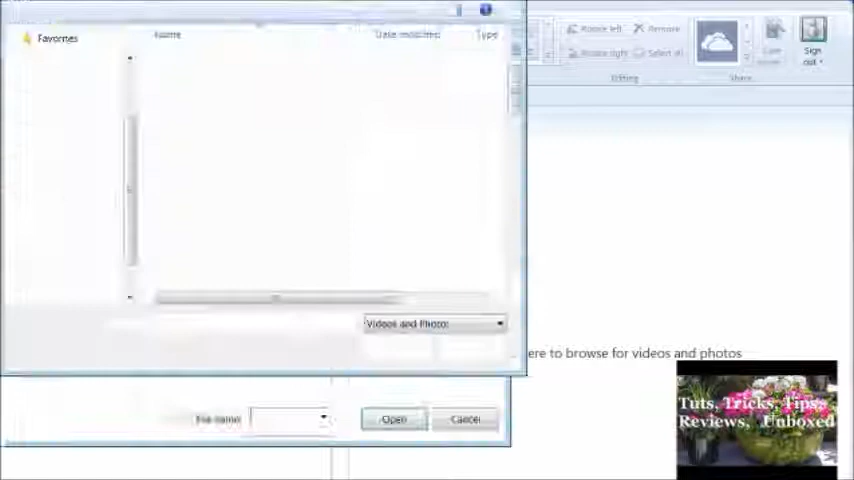 Favorites
Name
Date modified
Type
Rotate left
Remove
Rotate right
Select all
Editing
Share
Sign
out
Videos and Photo
ere to browse for videos and photos
File name:
Open
Cancel
Tuts, Tricks, Tips,
Reviews, Unboxed